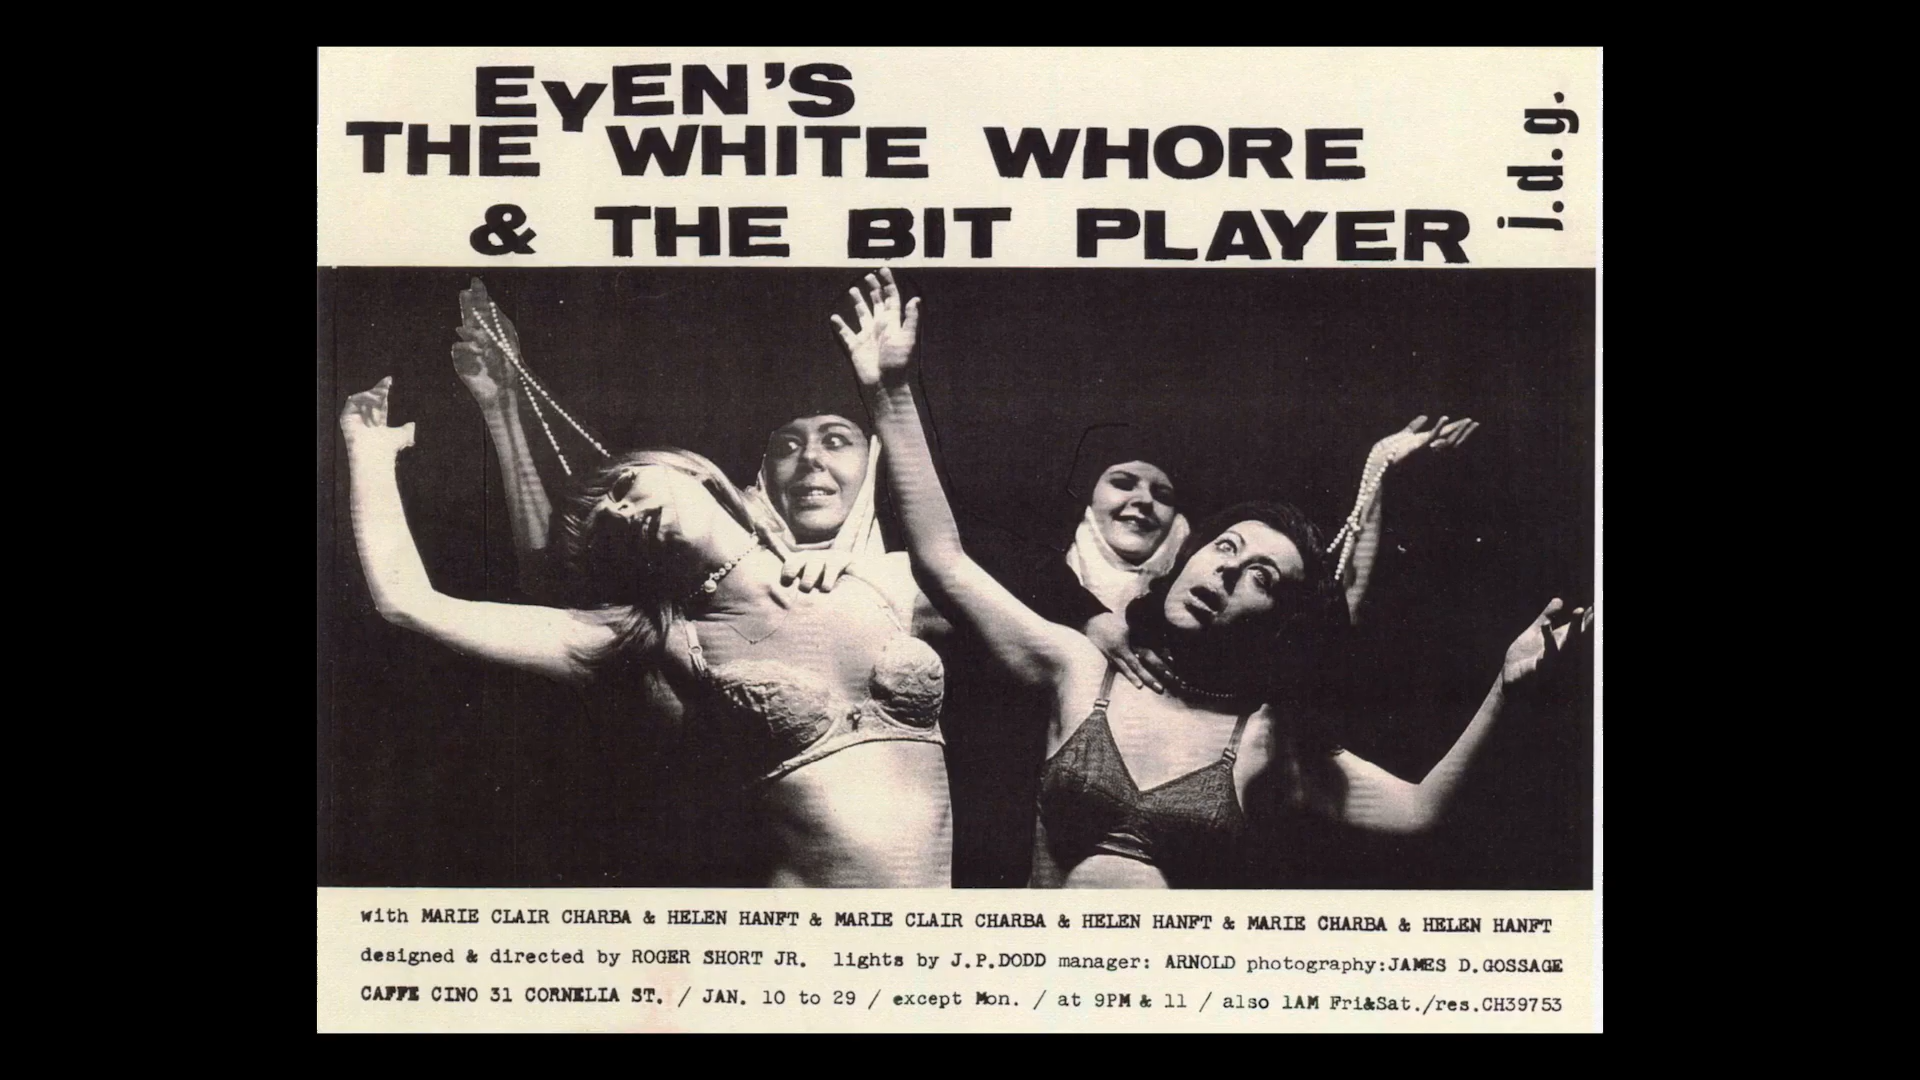 EyEN'S
THE WHITE WHORE
& THE BIT PLAYER
j.d.g.
with MARIE CLAIR CHARBA & HELEN HANFT & MARIE CLAIR CHARBA & HELEN HANFT & MARIE CHARBA & HELEN HANFT
designed & directed by ROGER SHORT JR. lights by J.P.DODD manager: ARNOLD photography:JAMES D.GOSSAGE
CAFFE CINO 31 CORNELIA ST. / JAN. 10 to 29 / except Mon. / at 9PM & 11 / also 1AM Fri&Sat./res.CH39753